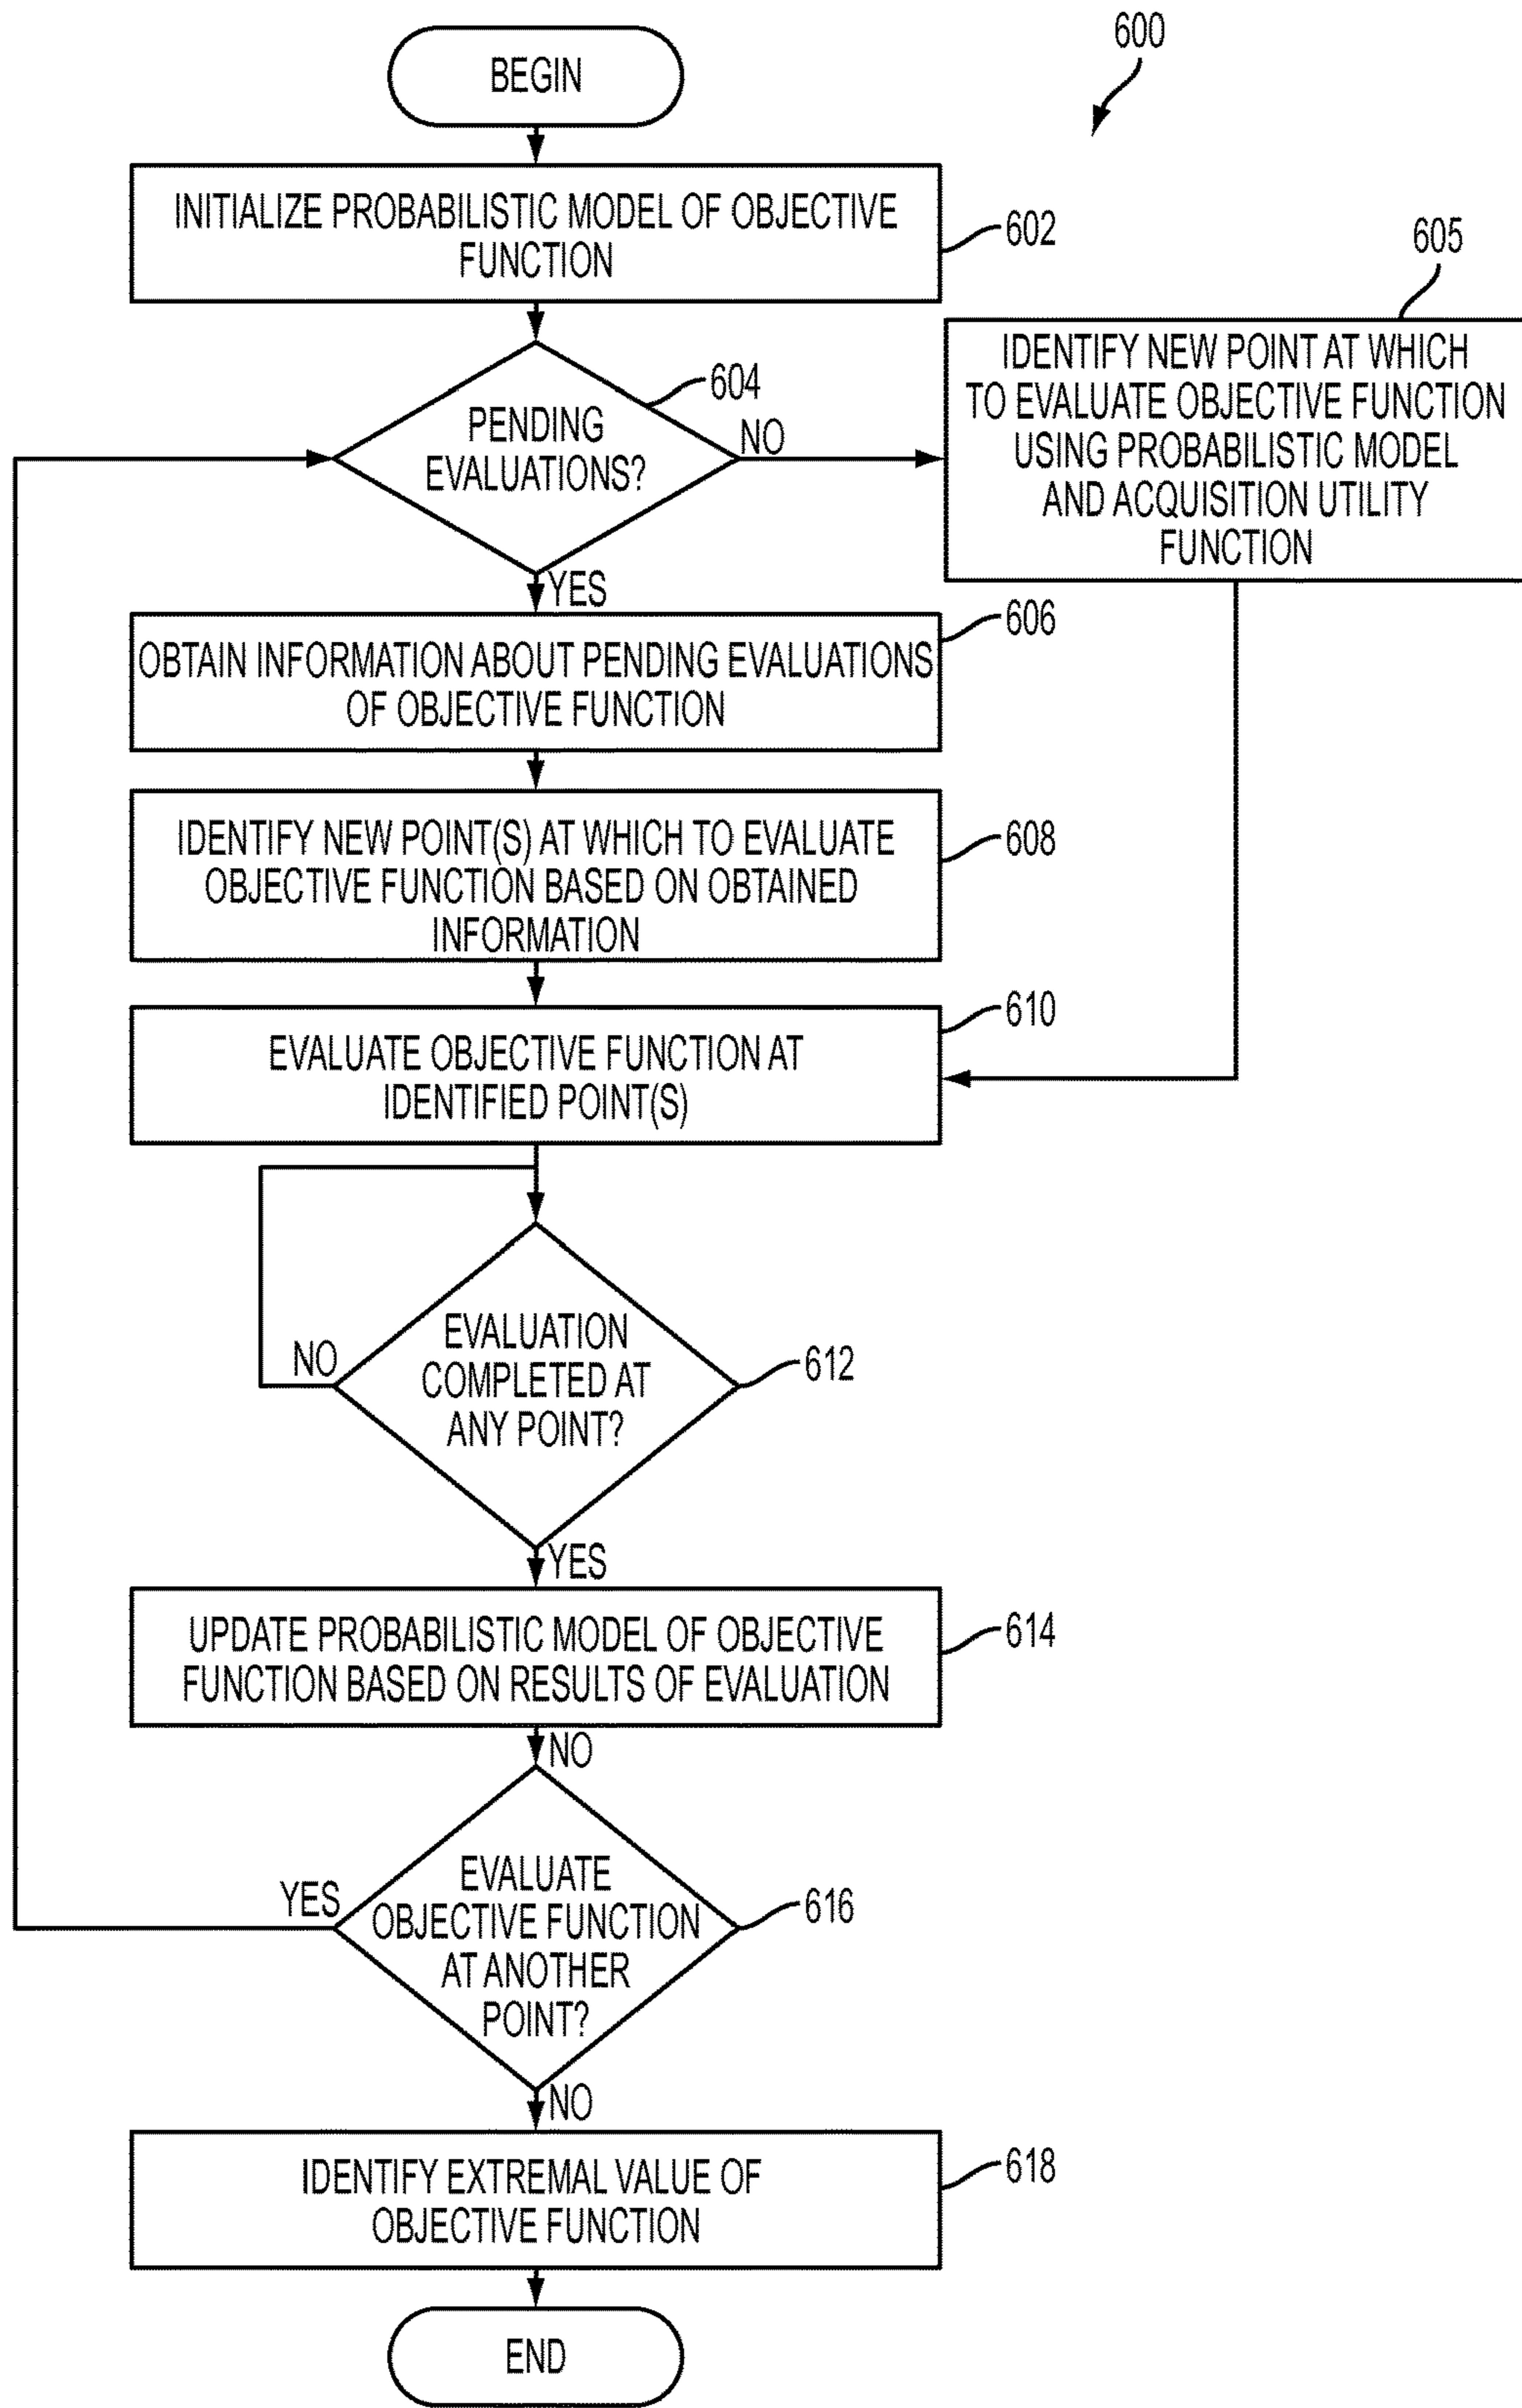 600
BEGIN
INITIALIZE PROBABILISTIC MODEL OF OBJECTIVE
FUNCTION
602
605
IDENTIFY NEW POINT AT WHICH
TO EVALUATE OBJECTIVE FUNCTION
USING PROBABILISTIC MODEL
AND ACQUISITION UTILITY
FUNCTION
604
PENDING
EVALUATIONS?
NO
YES
606
OBTAIN INFORMATION ABOUT PENDING EVALUATIONS
OF OBJECTIVE FUNCTION
608
IDENTIFY NEW POINT(S) AT WHICH TO EVALUATE
OBJECTIVE FUNCTION BASED ON OBTAINED
INFORMATION
610
EVALUATE OBJECTIVE FUNCTION AT
IDENTIFIED POINT(S)
EVALUATION
COMPLETED AT
ANY POINT?
NO
612
YES
UPDATE PROBABILISTIC MODEL OF OBJECTIVE
FUNCTION BASED ON RESULTS OF EVALUATION
614
NO
EVALUATE
OBJECTIVE FUNCTION
AT ANOTHER
POINT?
YES
616
NO
IDENTIFY EXTREMAL VALUE OF
OBJECTIVE FUNCTION
618
END